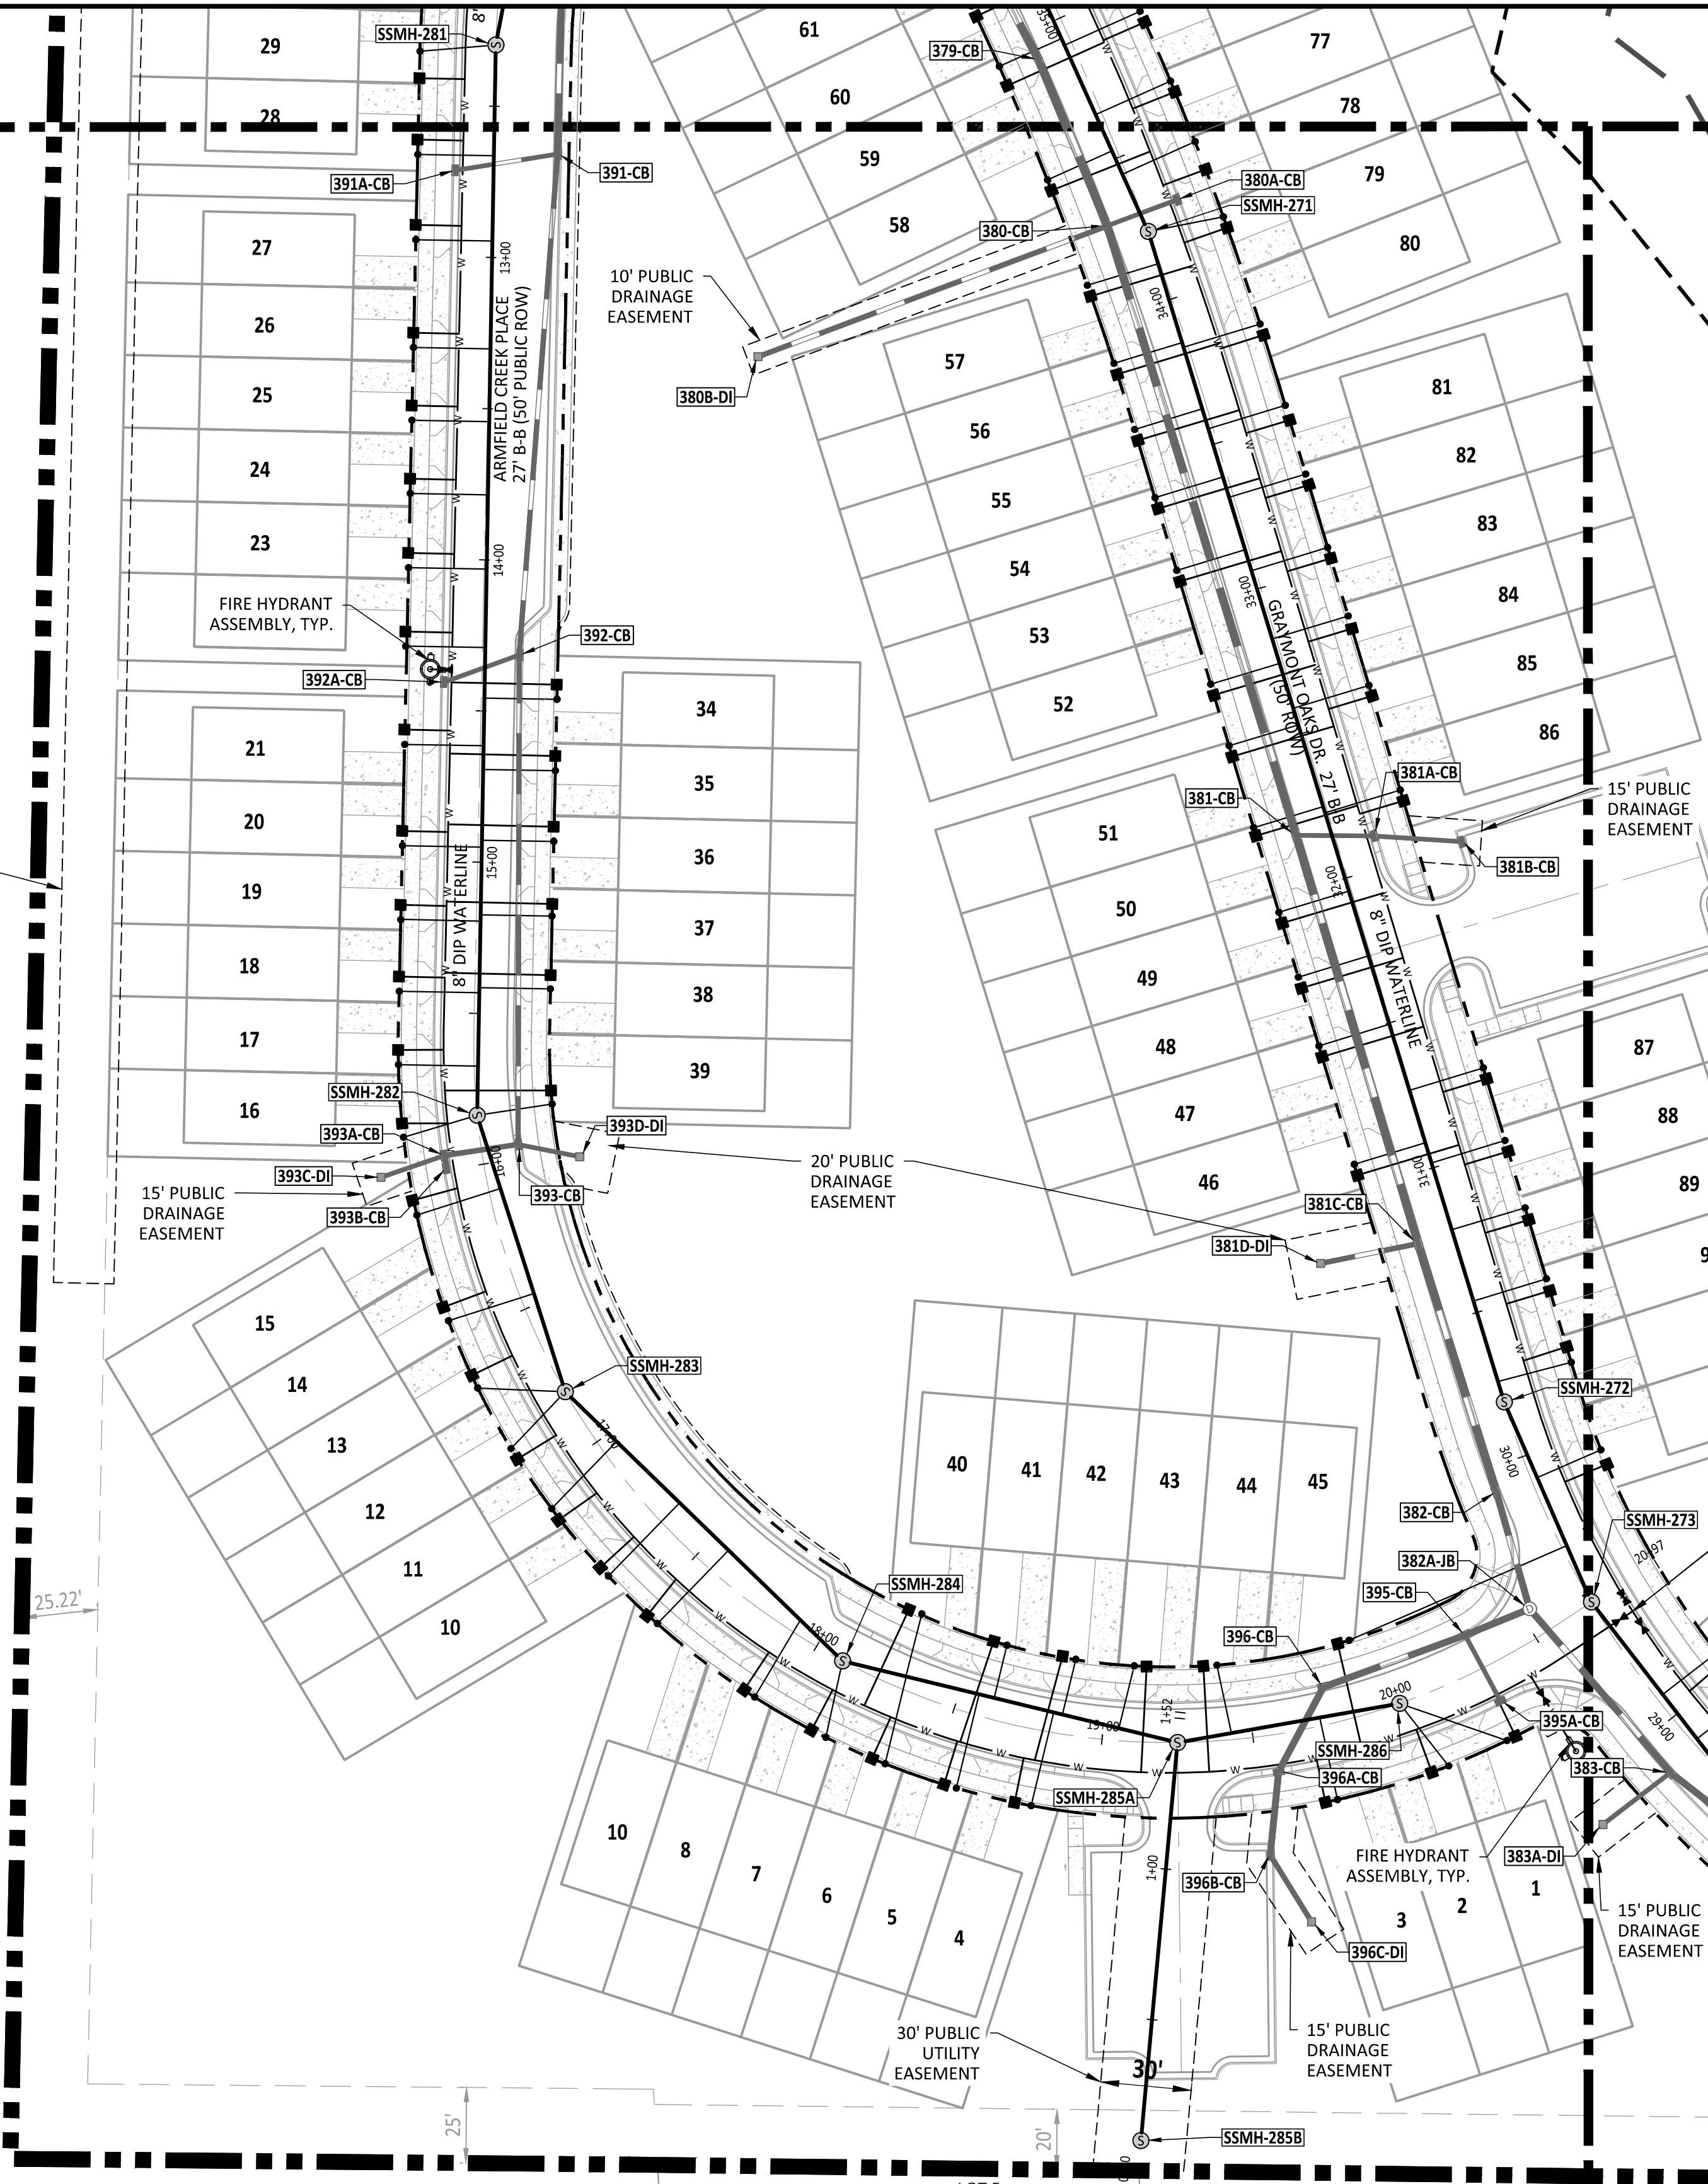 SSMH-281
8"
29
28
61
60
59
58
379-CB
35+00
77
78
79
80
391A-CB
391-CB
380A-CB
SSMH-271
380-CB
27
26
25
24
23
13+00
ARMFIELD CREEK PLACE
27' B-B (50' PUBLIC ROW)
14+00
10' PUBLIC
DRAINAGE
EASEMENT
380B-DI
34+00
57
56
55
54
53
52
81
82
83
84
85
86
33+00
GRAYMONT OAKS DR. 27' B-B
(50' ROW)
FIRE HYDRANT
ASSEMBLY, TYP.
392-CB
392A-CB
21
20
19
18
17
16
34
35
36
37
38
39
15+00
8" DIP WATERLINE
381-CB
381A-CB
15' PUBLIC
DRAINAGE
EASEMENT
381B-CB
32+00
8" DIP WATERLINE
51
50
49
48
47
46
87
88
89
9
31+00
SSMH-282
393A-CB
393C-DI
15' PUBLIC
DRAINAGE
EASEMENT
393B-CB
16+00
393D-DI
393-CB
20' PUBLIC
DRAINAGE
EASEMENT
381C-CB
381D-DI
15
14
13
12
11
10
SSMH-283
17+00
40
41
42
43
44
45
SSMH-272
30+00
382-CB
SSMH-273
20+97
382A-JB
395-CB
25.22'
SSMH-284
18+00
396-CB
20+00
1+52
19+00
SSMH-286
395A-CB
29+00
383-CB
396A-CB
SSMH-285A
10
8
7
6
5
4
1+00
396B-CB
FIRE HYDRANT
ASSEMBLY, TYP.
383A-DI
3
2
1
15' PUBLIC
DRAINAGE
EASEMENT
396C-DI
30' PUBLIC
UTILITY
EASEMENT
30'
15' PUBLIC
DRAINAGE
EASEMENT
25'
20'
SSMH-285B